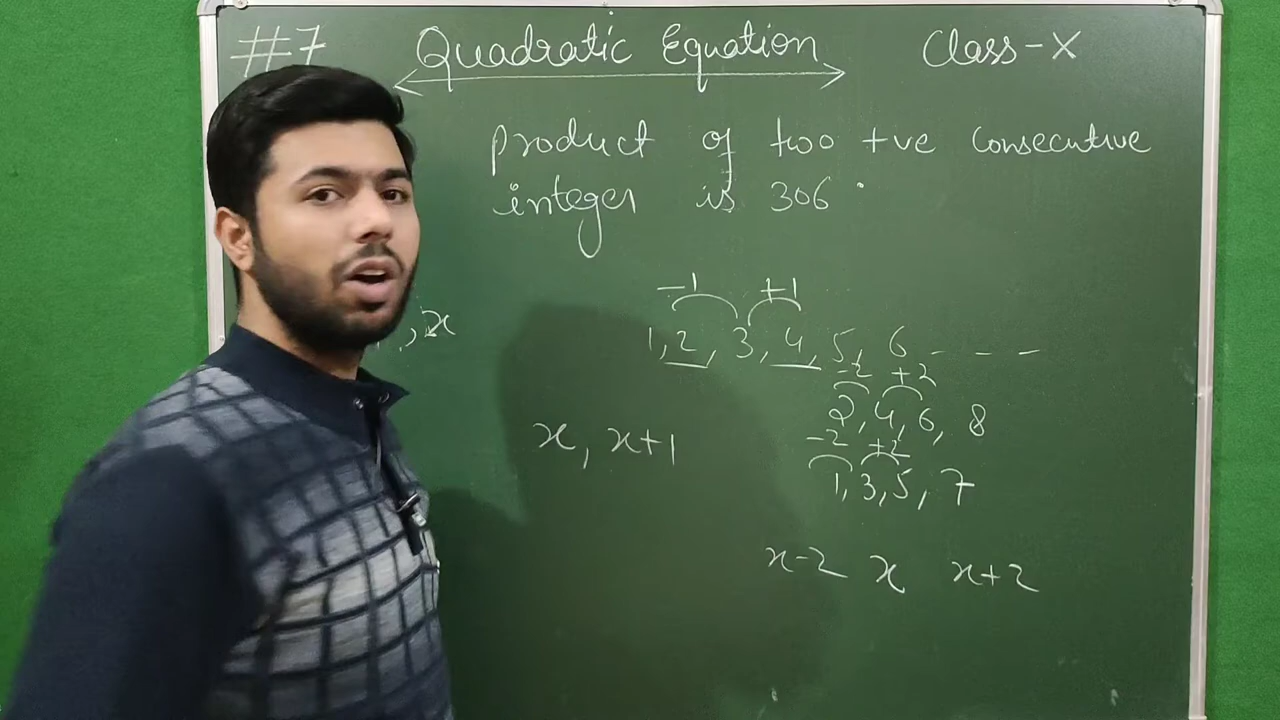 #7 Quadratic Equation Class-X
product of two +ve consecutive
integer is 306.
-1 +1
, x
1, 2, 3, 4, 5, 6 - - -
-2 +2
2, 4, 6, 8
x, x+1
-2 +2
1, 3, 5, 7
x-2 x x+2